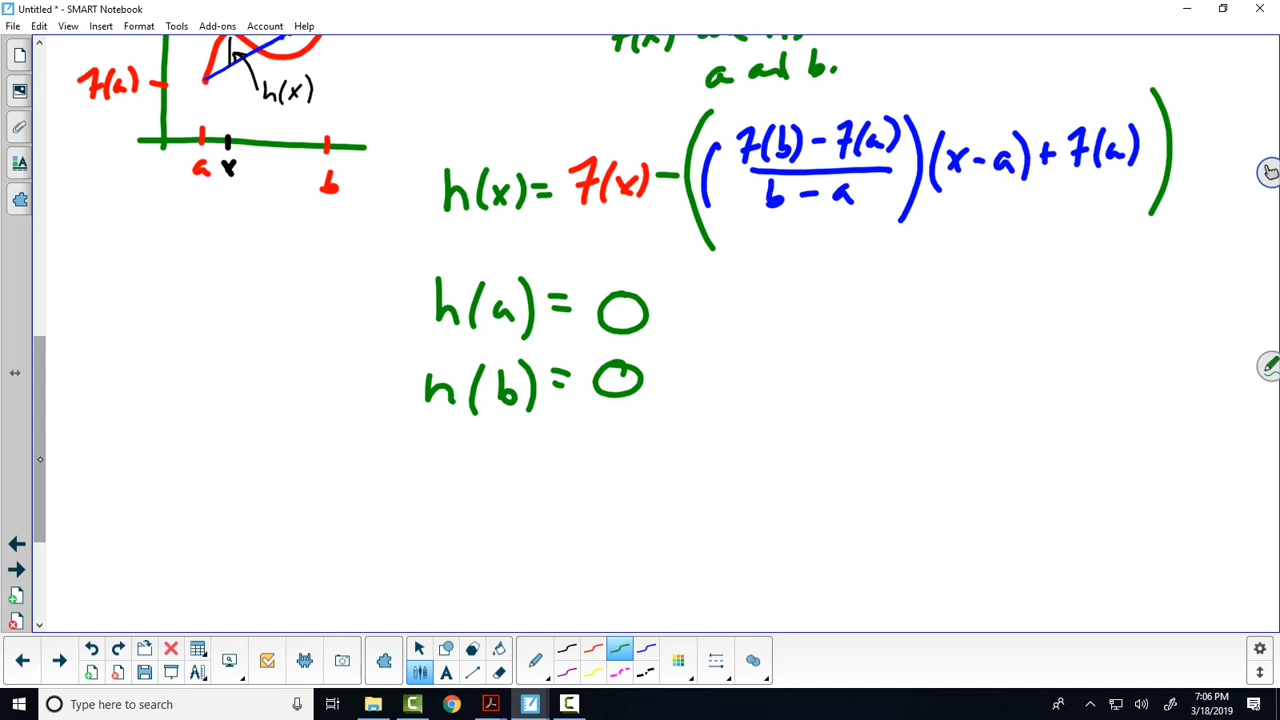 Untitled * - SMART Notebook
File Edit View Insert Format Tools Add-ons Account Help
a and b.
f(a)
h(x)
a x b
h(x) = f(x) - ( ( f(b) - f(a) / b - a ) (x - a) + f(a) )
h(a) = 0
h(b) = 0
Type here to search
7:06 PM
3/18/2019